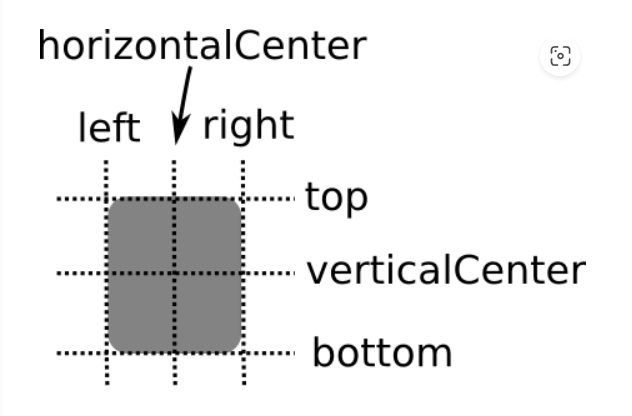 horizontalCenter
left
right
top
verticalCenter
bottom